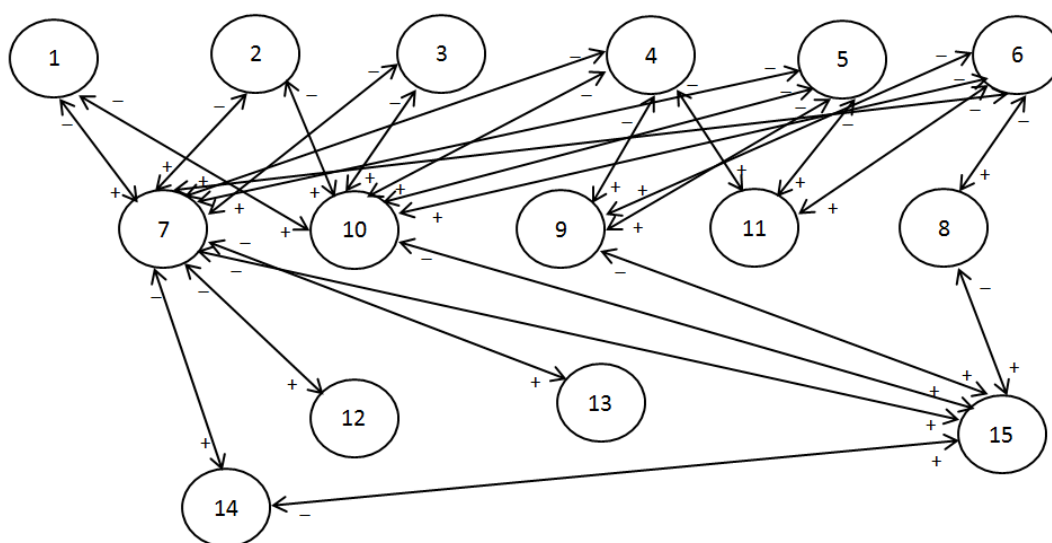 1 2 3 4 5 6
− − − − − − − −
− − − − − − − − − −
+ + + + + + + + + + + +
7 10 9 11 8
+ + + + + +
− − − − − − −
+ + + +
12 13 15
+ + +
14 −